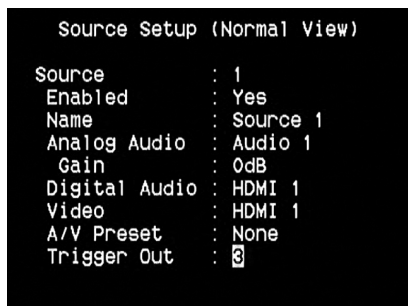 Source Setup (Normal View)
Source : 1
Enabled : Yes
Name : Source 1
Analog Audio : Audio 1
Gain : 0dB
Digital Audio : HDMI 1
Video : HDMI 1
A/V Preset : None
Trigger Out : 3